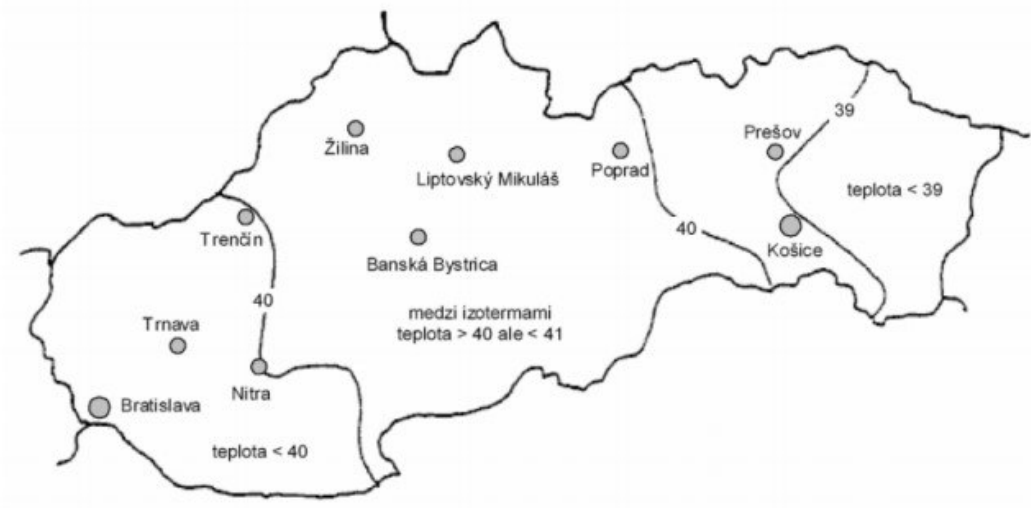 39
Žilina
Prešov
Liptovský Mikuláš
Poprad
teplota < 39
Trenčín
40
Košice
Banská Bystrica
40
medzi izotermami
teplota > 40 ale < 41
Trnava
Nitra
Bratislava
teplota < 40